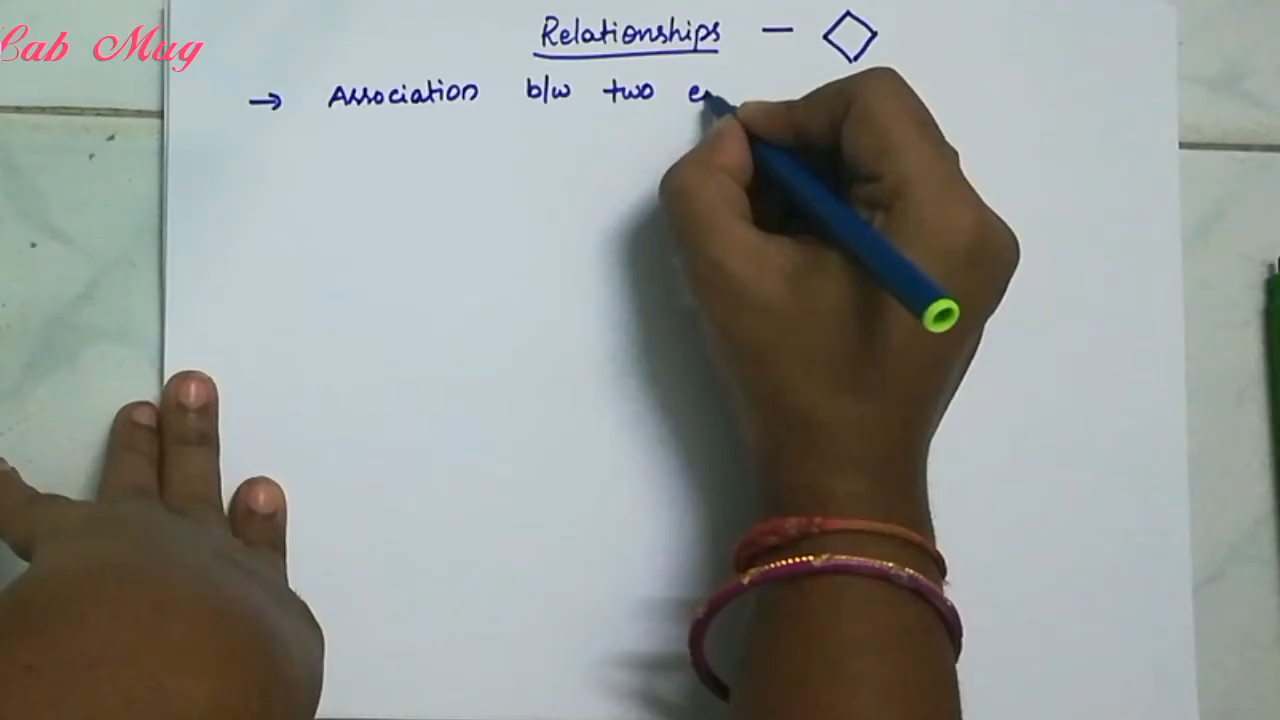 Lab Mug
Relationships –
→ Association b/w two